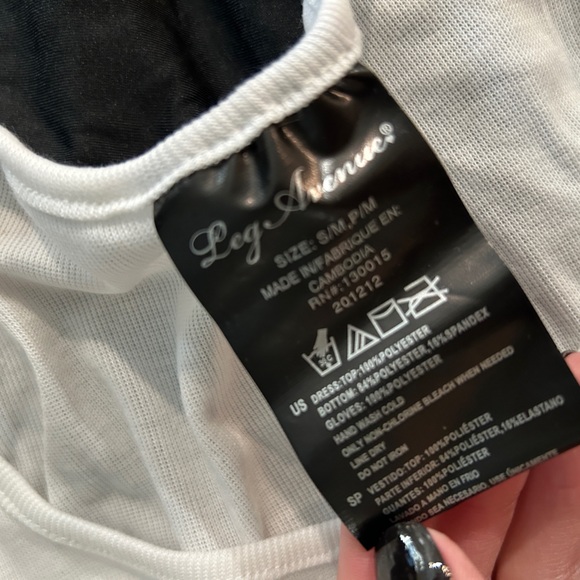 Leg Avenue®
SIZE: S/M, P/M
MADE IN/FABRIQUE EN:
CAMBODIA
RN#:130015
201212
US DRESS:TOP:100%POLYESTER
BOTTOM: 84%POLYESTER,16%SPANDEX
GLOVES: 100%POLYESTER
HAND WASH COLD
ONLY NON-CHLORINE BLEACH WHEN NEEDED
LINE DRY
DO NOT IRON
SP VESTIDO:TOP: 100%POLIÉSTER
PARTE INFERIOR: 84%POLIÉSTER,16%ELASTANO
GUANTES: 100%POLIÉSTER
LAVADO A MANO EN FRIO
SEA NECESARIO.